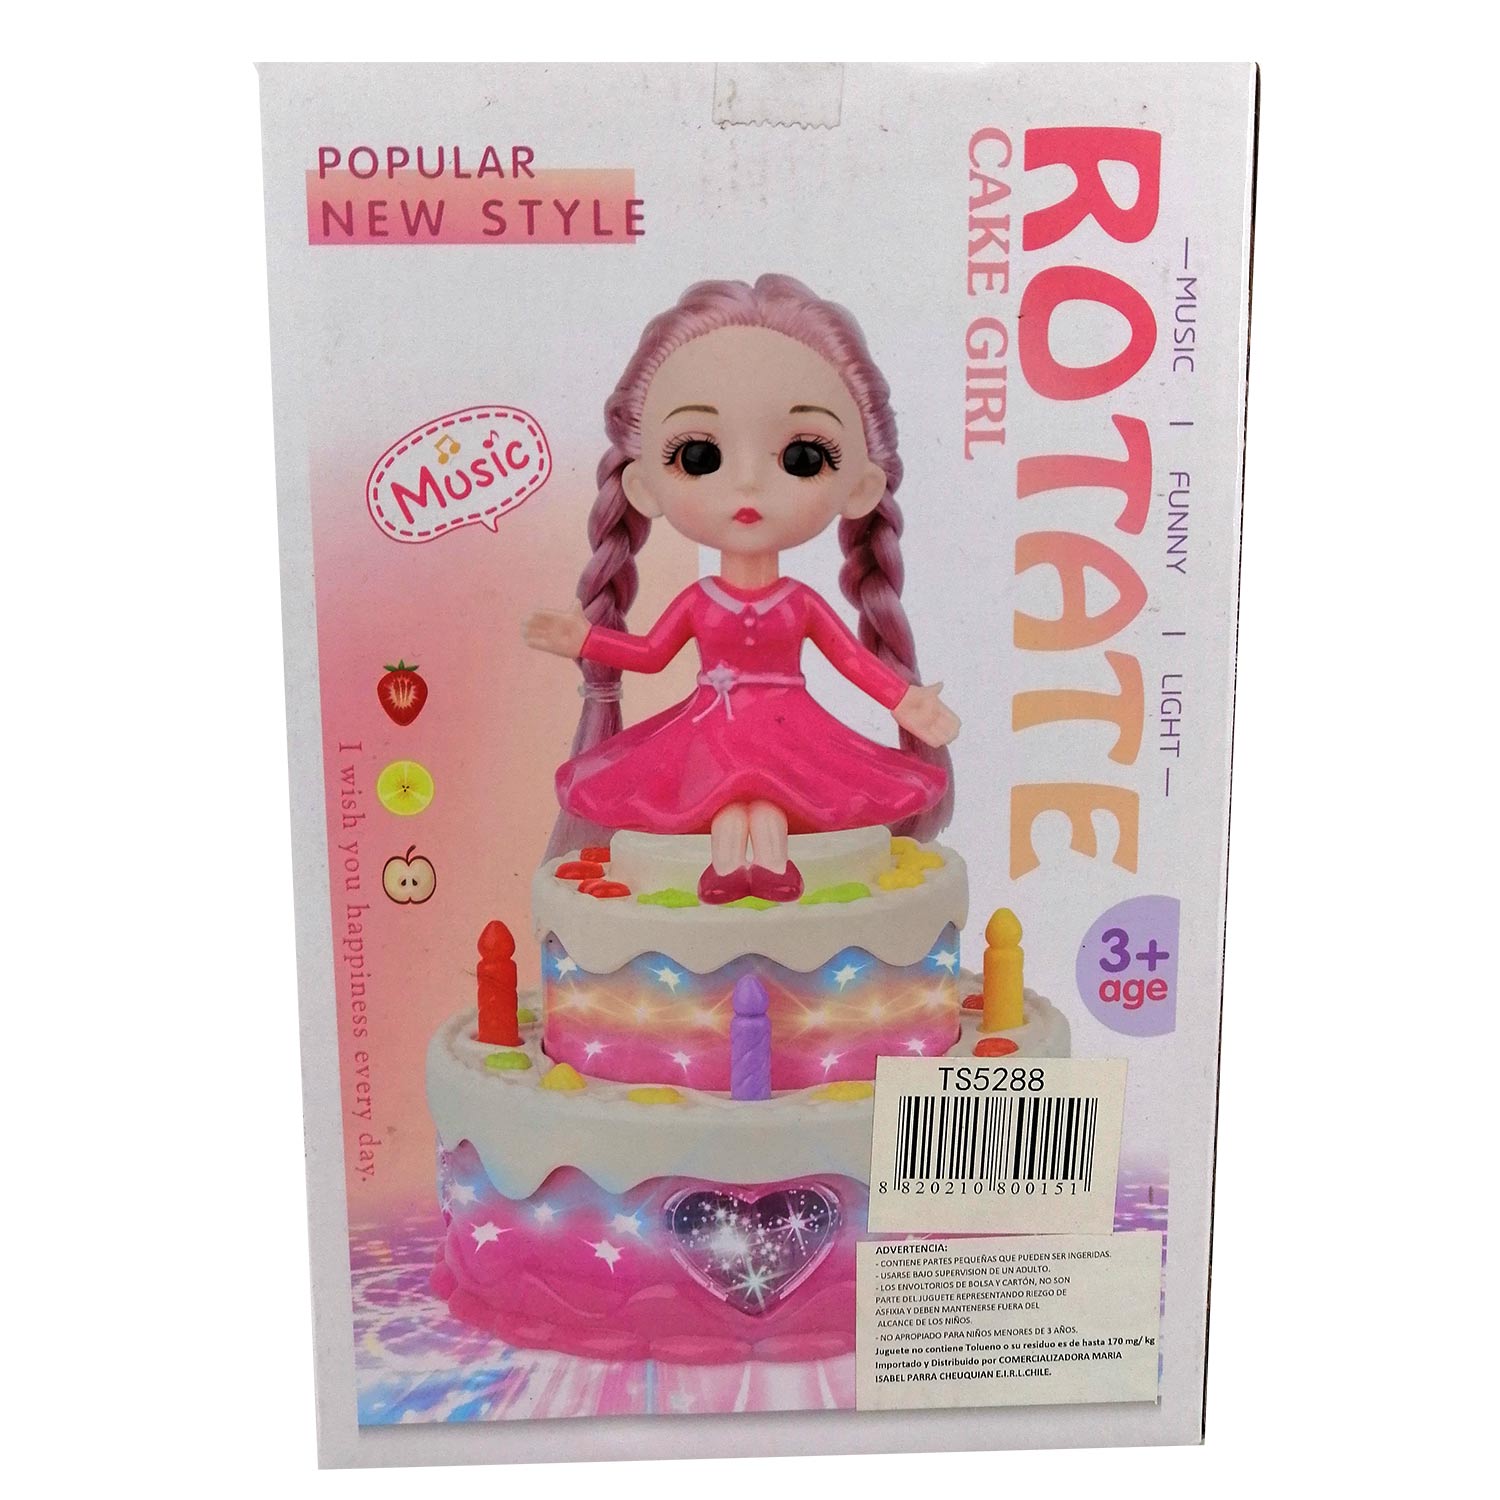 POPULAR
NEW STYLE
ROTATE
CAKE GIRL
—MUSIC I FUNNY I LIGHT—
Music
I wish you happiness every day.
3+
age
TS5288
8 820210 800151
ADVERTENCIA:
- CONTIENE PARTES PEQUEÑAS QUE PUEDEN SER INGERIDAS.
- USARSE BAJO SUPERVISION DE UN ADULTO.
- LOS ENVOLTORIOS DE BOLSA Y CARTÓN, NO SON
PARTE DEL JUGUETE REPRESENTANDO RIEZGO DE
ASFIXIA Y DEBEN MANTENERSE FUERA DEL
ALCANCE DE LOS NIÑOS.
- NO APROPIADO PARA NIÑOS MENORES DE 3 AÑOS.
Juguete no contiene Tolueno o su residuo es de hasta 170 mg/ kg
Importado y Distribuido por COMERCIALIZADORA MARIA
ISABEL PARRA CHEUQUIAN E.I.R.L.CHILE.